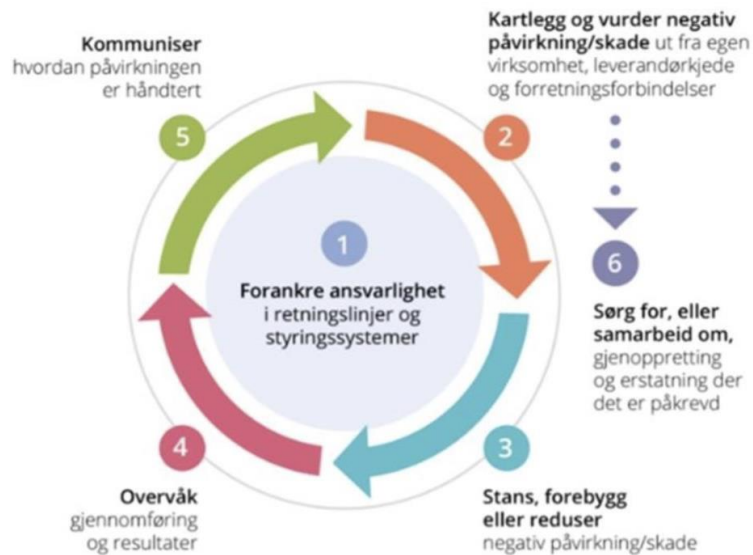 1
Forankre ansvarlighet
i retningslinjer og
styringssystemer
2
Kartlegg og vurder negativ
påvirkning/skade ut fra egen
virksomhet, leverandørkjede
og forretningsforbindelser
3
Stans, forebygg
eller reduser
negativ påvirkning/skade
4
Overvåk
gjennomføring
og resultater
5
Kommuniser
hvordan påvirkningen
er håndtert
6
Sørg for, eller
samarbeid om,
gjenoppretting
og erstatning der
det er påkrevd